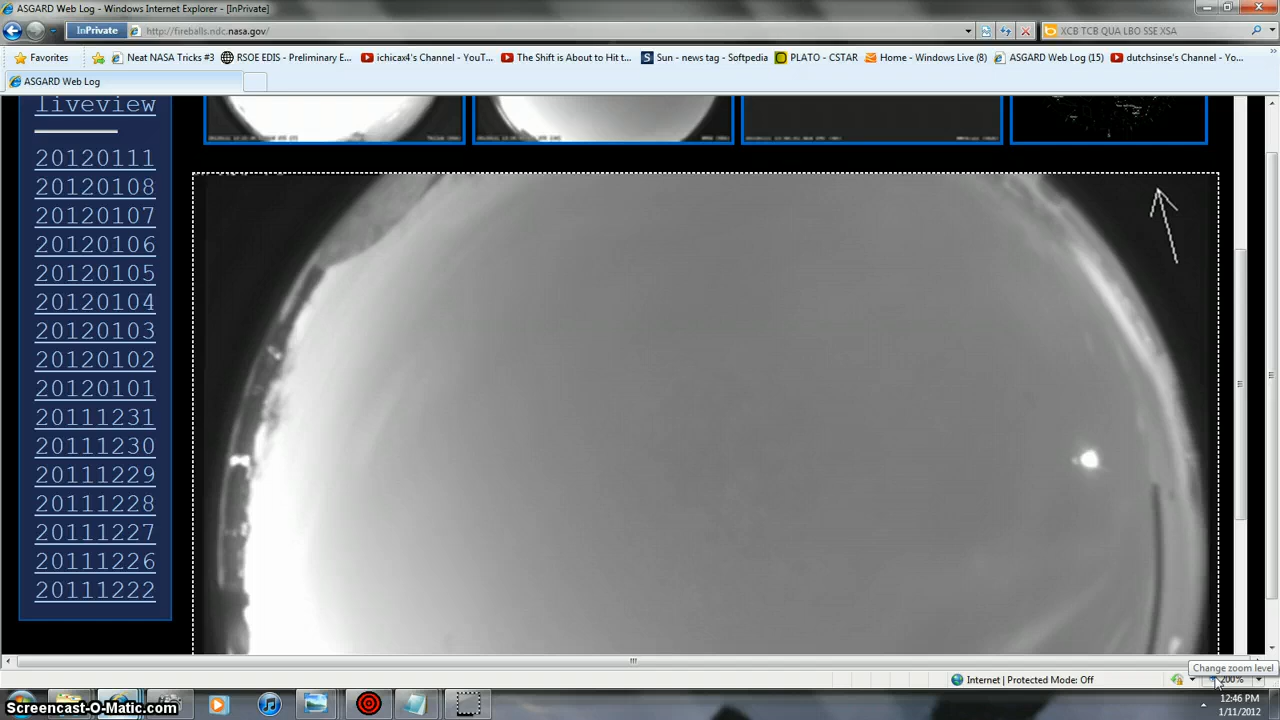 ASGARD Web Log - Windows Internet Explorer - [InPrivate]
InPrivate http://fireballs.ndc.nasa.gov/ XCB TCB QUA LBO SSE XSA
Favorites Neat NASA Tricks #3 RSOE EDIS - Preliminary E... ichicax4's Channel - YouT... The Shift is About to Hit t... Sun - news tag - Softpedia PLATO - CSTAR Home - Windows Live (8) ASGARD Web Log (15) dutchsinse's Channel - Yo...
ASGARD Web Log
liveview
20120111
20120108
20120107
20120106
20120105
20120104
20120103
20120102
20120101
20111231
20111230
20111229
20111228
20111227
20111226
20111222
Change zoom level
Internet | Protected Mode: Off 200%
12:46 PM
Screencast-O-Matic.com
1/11/2012